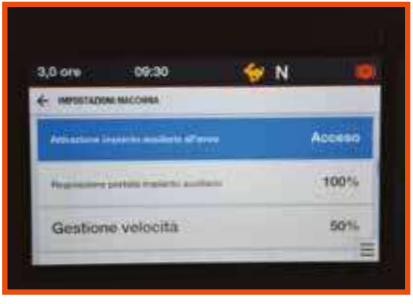 3,0 ore 09:30 N
IMPOSTAZIONI MACCHINA
Attivazione impianto ausiliario all'avvio Acceso
Regolazione portata impianto ausiliario 100%
Gestione velocità 50%